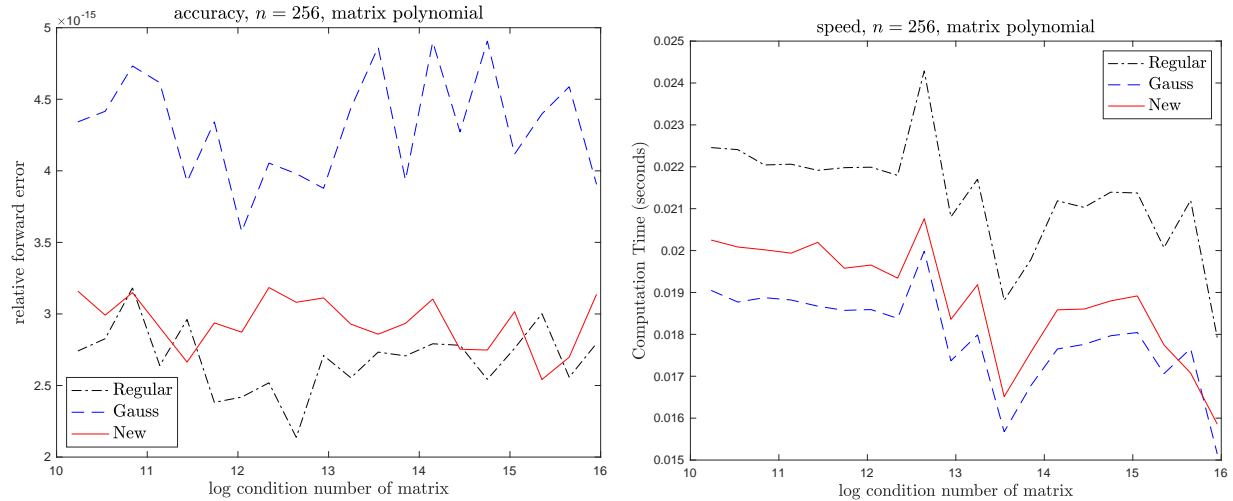 accuracy, n = 256, matrix polynomial
×10-15
5
4.5
4
3.5
3
2.5
2
relative forward error
Regular
Gauss
New
10 11 12 13 14 15 16
log condition number of matrix
speed, n = 256, matrix polynomial
0.025
0.024
0.023
0.022
0.021
0.02
0.019
0.018
0.017
0.016
0.015
Computation Time (seconds)
Regular
Gauss
New
10 11 12 13 14 15 16
log condition number of matrix